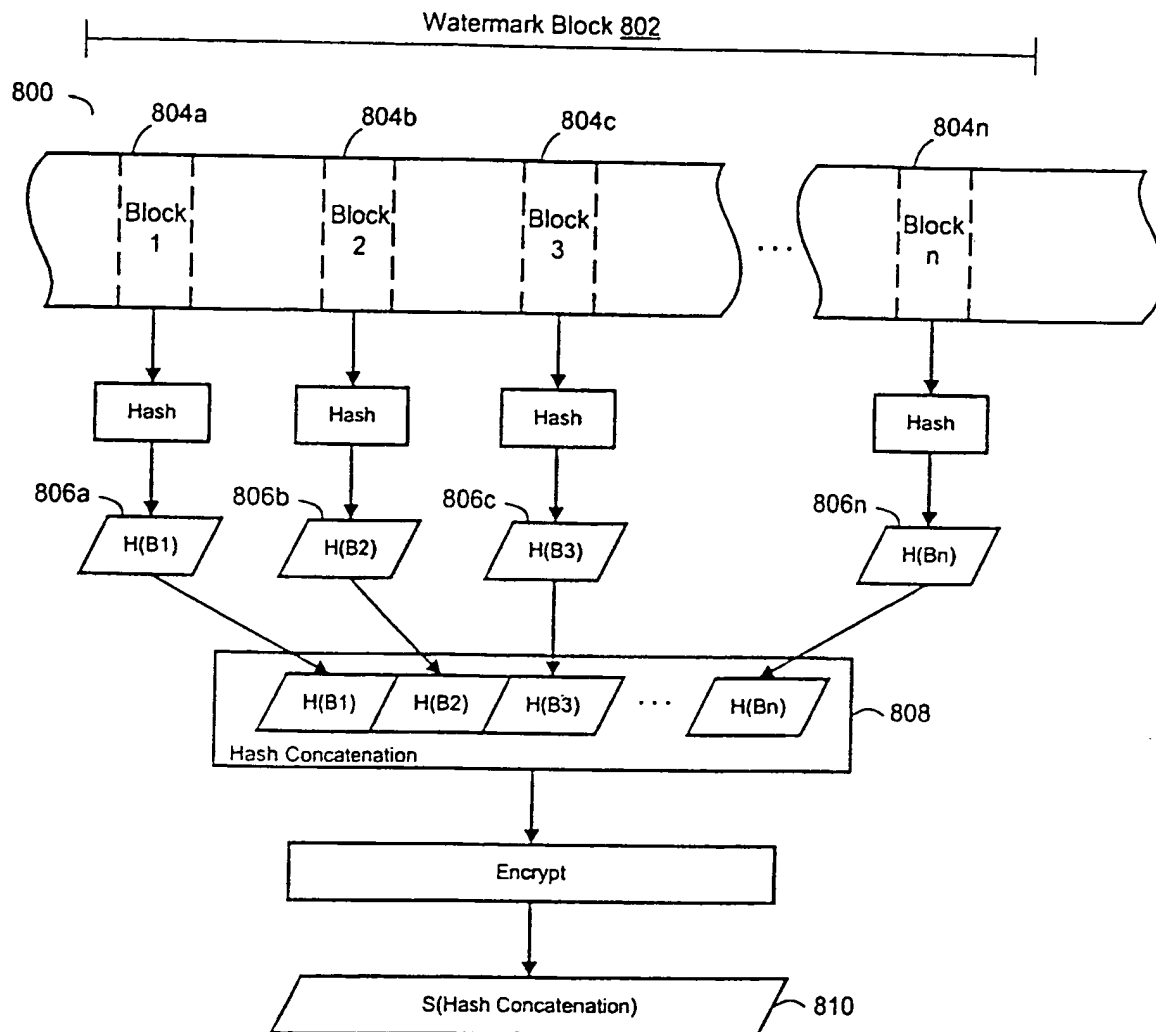 Watermark Block 802
800
804a 804b 804c 804n
Block 1 Block 2 Block 3 ... Block n
Hash Hash Hash Hash
806a 806b 806c 806n
H(B1) H(B2) H(B3) H(Bn)
H(B1) H(B2) H(B3) ... H(Bn)
808
Hash Concatenation
Encrypt
S(Hash Concatenation)
810